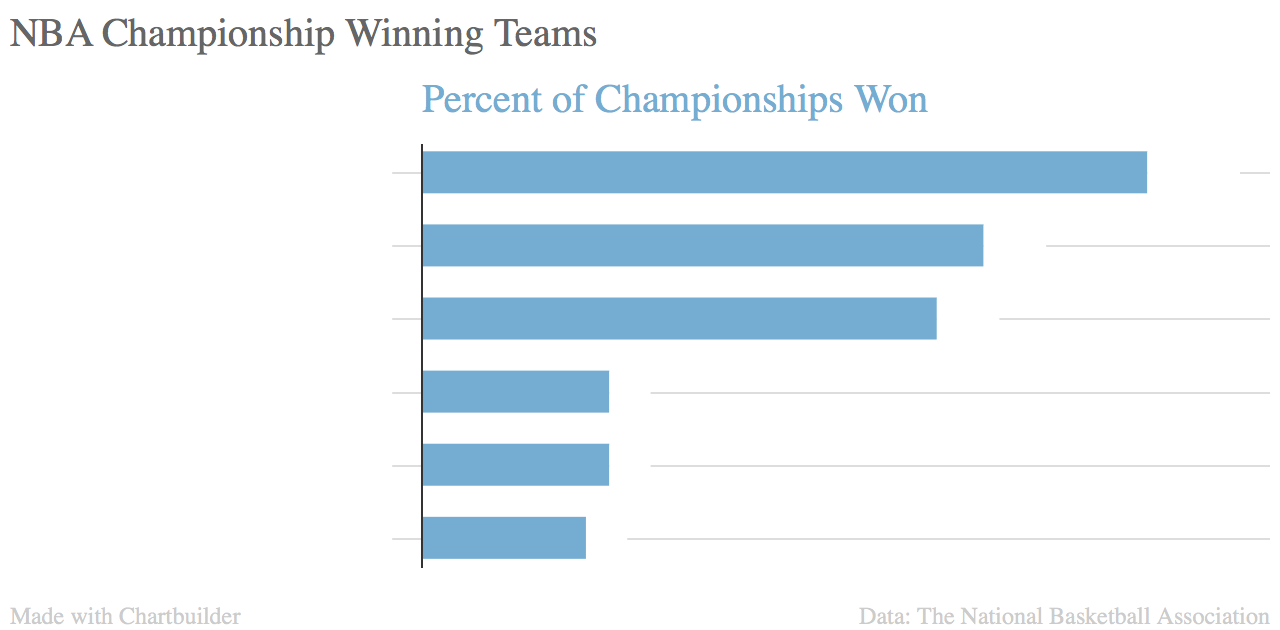 NBA Championship Winning Teams
Percent of Championships Won
Made with Chartbuilder
Data: The National Basketball Association